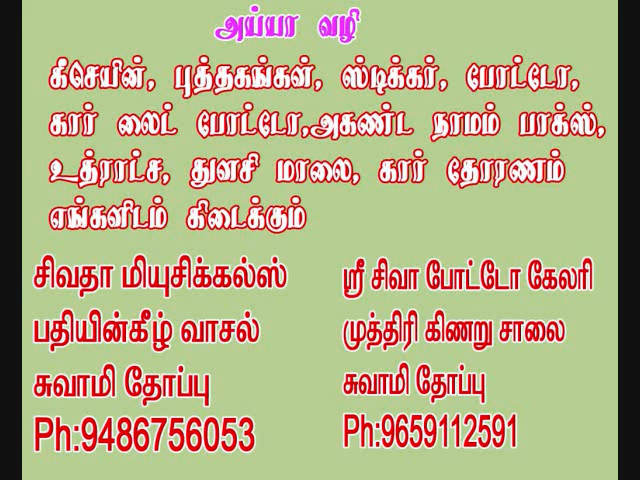 அய்யா வழி
கீசெயின், புத்தகங்கள், ஸ்டிக்கர், போட்டோ,
கார் லைட் போட்டோ,அகண்ட நாமம் பாக்ஸ்,
உத்ராட்ச, துளசி மாலை, கார் தோரணம்
எங்களிடம் கிடைக்கும்
சிவதா மியுசிக்கல்ஸ்
பதியின்கீழ் வாசல்
சுவாமி தோப்பு
Ph:9486756053
ஸ்ரீ சிவா போட்டோ கேலரி
முத்திரி கிணறு சாலை
சுவாமி தோப்பு
Ph:9659112591